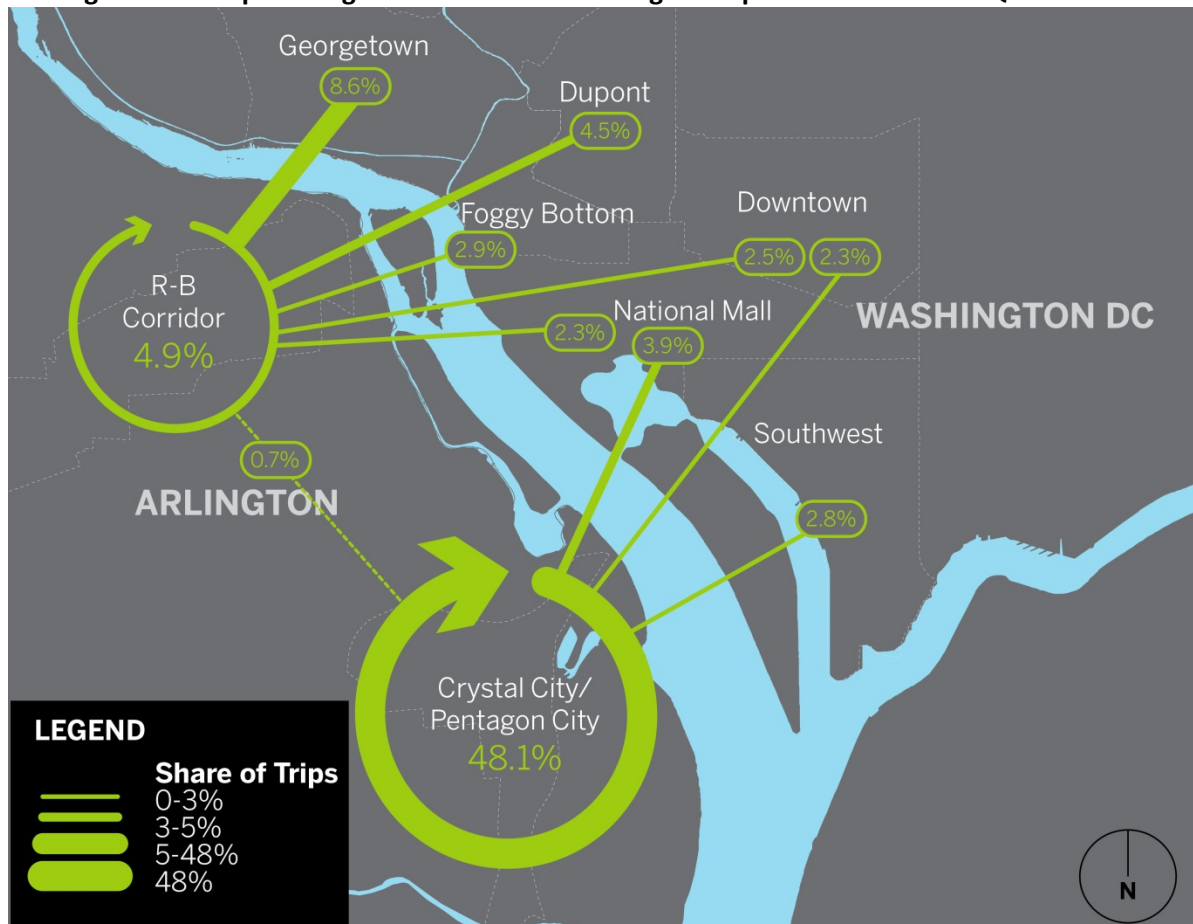 Georgetown
8.6%
Dupont
4.5%
Foggy Bottom
2.9%
Downtown
2.5%
2.3%
R-B
Corridor
4.9%
National Mall
2.3%
3.9%
WASHINGTON DC
Southwest
0.7%
ARLINGTON
2.8%
Crystal City/
Pentagon City
48.1%
LEGEND
Share of Trips
0-3%
3-5%
5-48%
48%
N